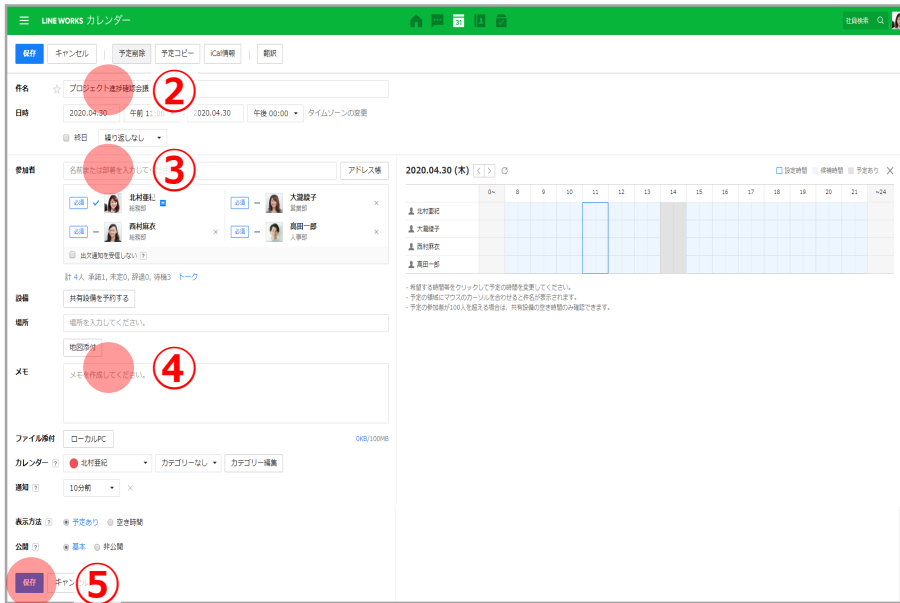 LINE WORKS カレンダー
31
社員検索
保存 キャンセル 予定削除 予定コピー iCal情報 翻訳
件名 ☆ プロジェクト進捗確認会議 ②
日時 2020.04.30 午前 11:00 2020.04.30 午後 00:00 タイムゾーンの変更
終日 繰り返しなし
参加者 名前または部署を入力して ③ アドレス帳
必須 北村亜紀 総務部
必須 大瀧綾子 営業部 ×
必須 西村麻衣 総務部 ×
必須 高田一郎 人事部 ×
出欠通知を受信しない ?
計 4人 承諾1, 未定0, 辞退0, 待機3 トーク
設備 共有設備を予約する
場所 場所を入力してください。
地図添付
メモ メモを作成してください。 ④
ファイル添付 ローカルPC 0KB/100MB
カレンダー ? 北村亜紀 カテゴリーなし カテゴリー編集
通知 ? 10分前 ×
表示方法 ? 予定あり 空き時間
公開 ? 基本 非公開
保存 キャンセル ⑤
2020.04.30 (木) < > 設定時間 候補時間 予定あり ×
0~ 8 9 10 11 12 13 14 15 16 17 18 19 20 21 ~24
北村亜紀
大瀧綾子
西村麻衣
高田一郎
- 希望する時間帯をクリックして予定の時間を変更してください。
- 予定の領域にマウスのカーソルを合わせると件名が表示されます。
- 予定の参加者が100人を超える場合は、共有設備の空き時間のみ確認できます。